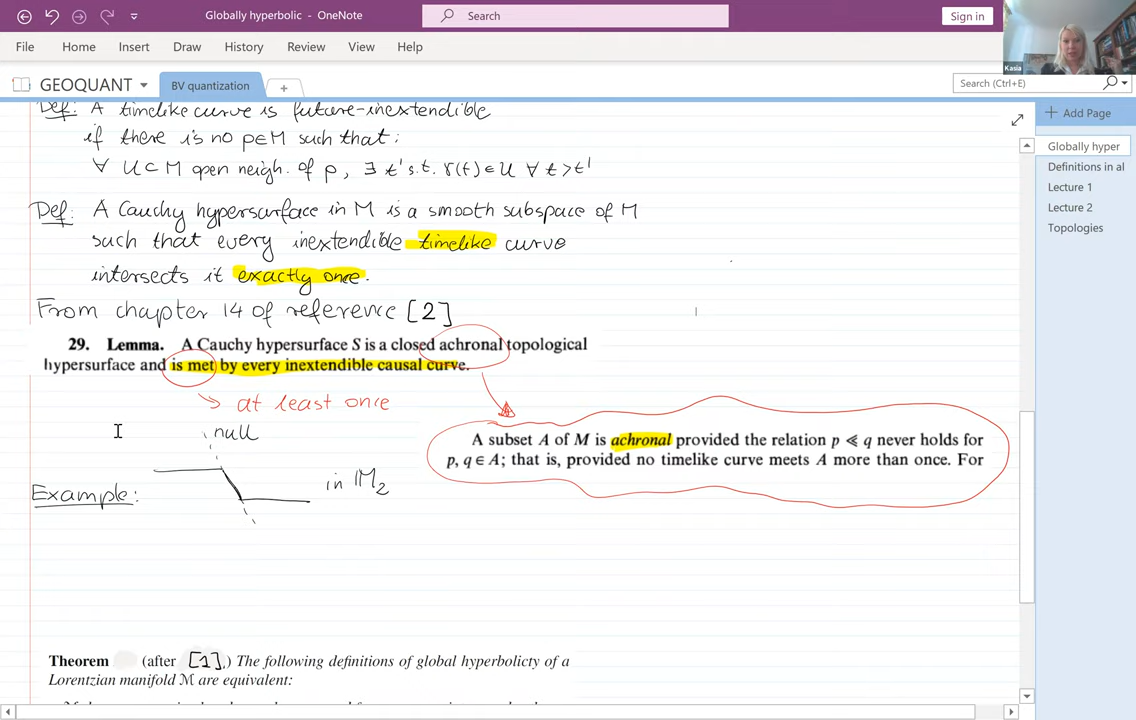 Globally hyperbolic - OneNote
Search
Sign in
Kasia
File Home Insert Draw History Review View Help
GEOQUANT
BV quantization
Search (Ctrl+E)
Add Page
Globally hyper
Definitions in al
Lecture 1
Lecture 2
Topologies
Def: A timelike curve is future-inextendible
if there is no p∈M such that:
∀ U⊂M open neigh. of p, ∃ t' s.t. γ(t)∈U ∀ t>t'
Def: A Cauchy hypersurface in M is a smooth subspace of M
such that every inextendible timelike curve
intersects it exactly once.
From chapter 14 of reference [2]
29. Lemma. A Cauchy hypersurface S is a closed achronal topological
hypersurface and is met by every inextendible causal curve.
at least once
null
Example:
in M₂
A subset A of M is achronal provided the relation p ≪ q never holds for
p, q ∈ A; that is, provided no timelike curve meets A more than once. For
Theorem (after [1].) The following definitions of global hyperbolicty of a
Lorentzian manifold M are equivalent: